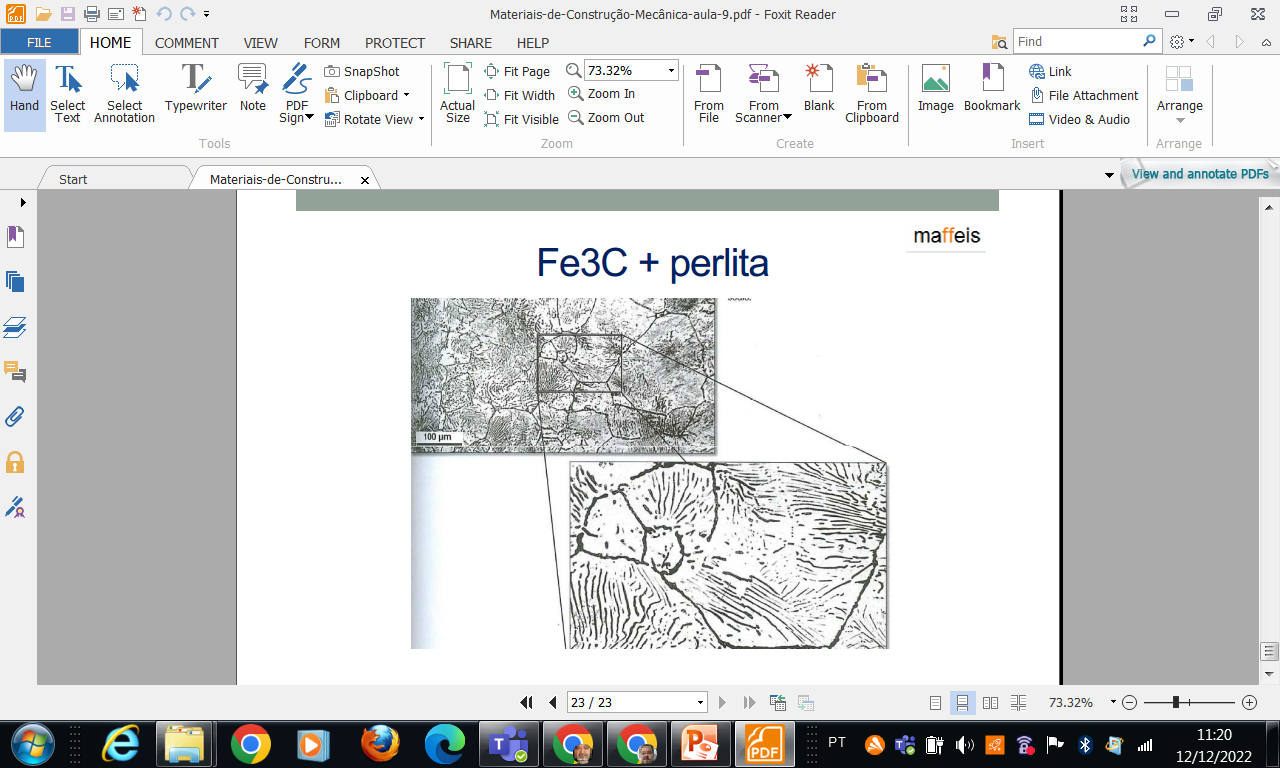 Materiais-de-Construção-Mecânica-aula-9.pdf - Foxit Reader
FILE HOME COMMENT VIEW FORM PROTECT SHARE HELP
Find
Hand
Select Text
Select Annotation
Typewriter
Note
PDF Sign
SnapShot
Clipboard
Rotate View
Tools
Actual Size
Fit Page
Fit Width
Fit Visible
73.32%
Zoom In
Zoom Out
Zoom
From File
From Scanner
Blank
From Clipboard
Create
Image
Bookmark
Link
File Attachment
Video & Audio
Insert
Arrange
Arrange
Start
Materiais-de-Constru...
View and annotate PDFs
maffeis
Fe3C + perlita
100 µm
23 / 23
73.32%
PDF
PT
11:20
12/12/2022